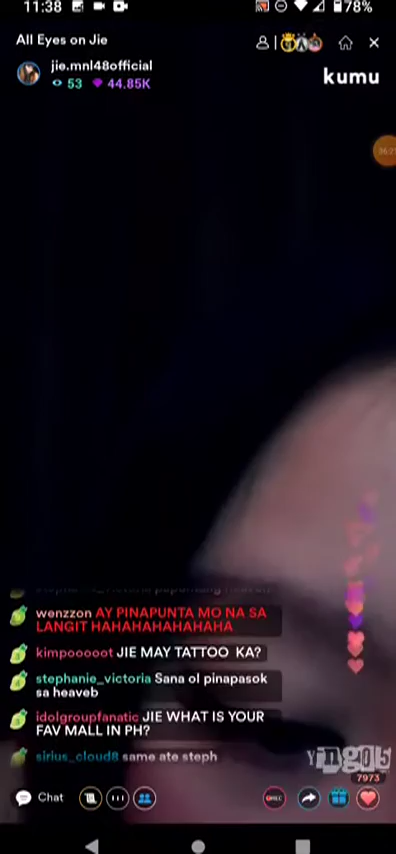 11:38
78%
All Eyes on Jie
jie.mnl48official
53 44.85K
kumu
wenzzon AY PINAPUNTA MO NA SA
LANGIT HAHAHAHAHAHAHA
kimpooooot JIE MAY TATTOO KA?
stephanie_victoria Sana ol pinapasok
sa heaveb
idolgroupfanatic JIE WHAT IS YOUR
FAV MALL IN PH?
sirius_cloud8 same ate steph
Ying05
7973
Chat